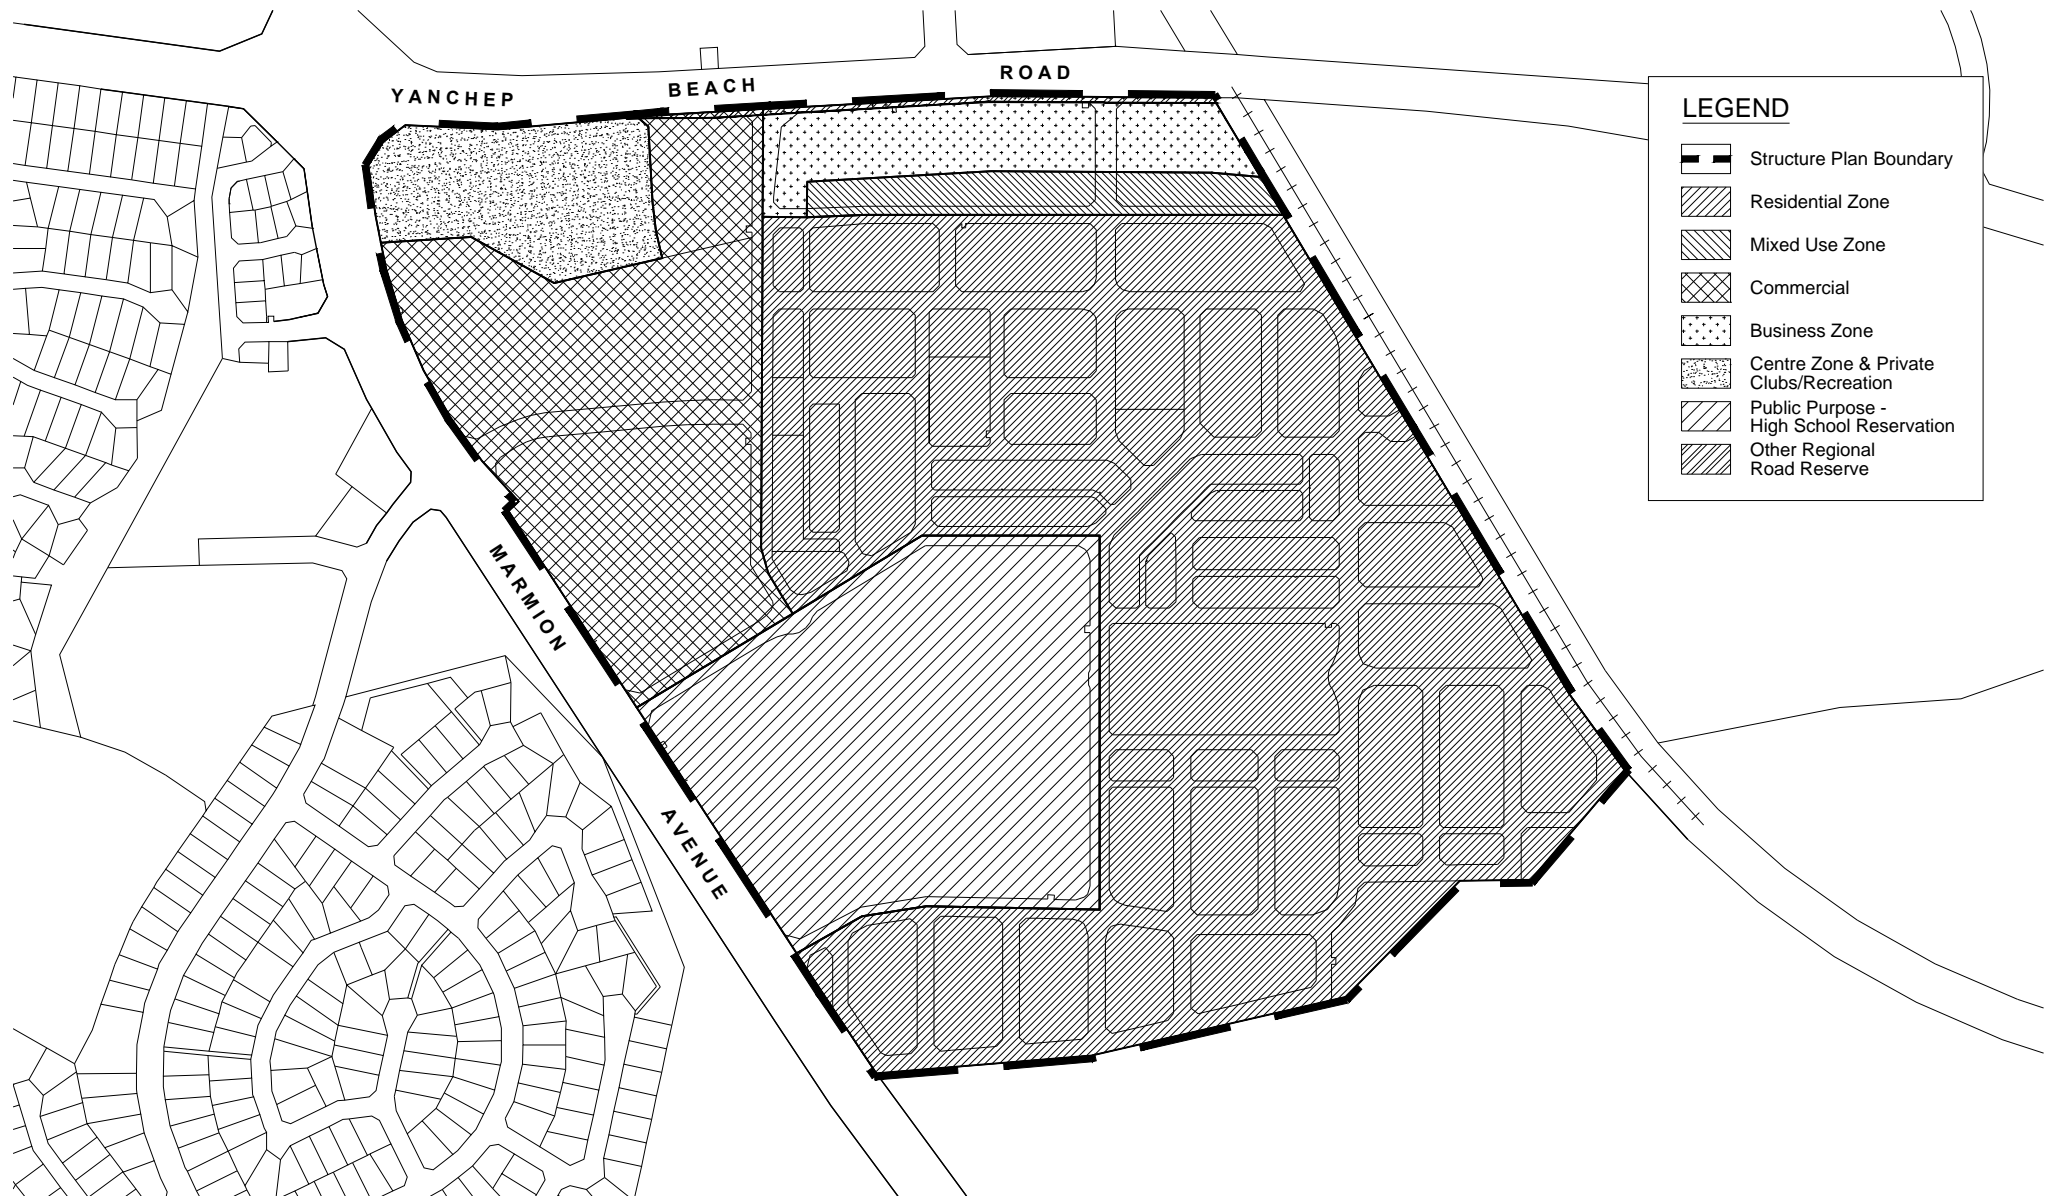 YANCHEP
BEACH
ROAD
MARMION
AVENUE
LEGEND
Structure Plan Boundary
Residential Zone
Mixed Use Zone
Commercial
Business Zone
Centre Zone & Private
Clubs/Recreation
Public Purpose -
High School Reservation
Other Regional
Road Reserve